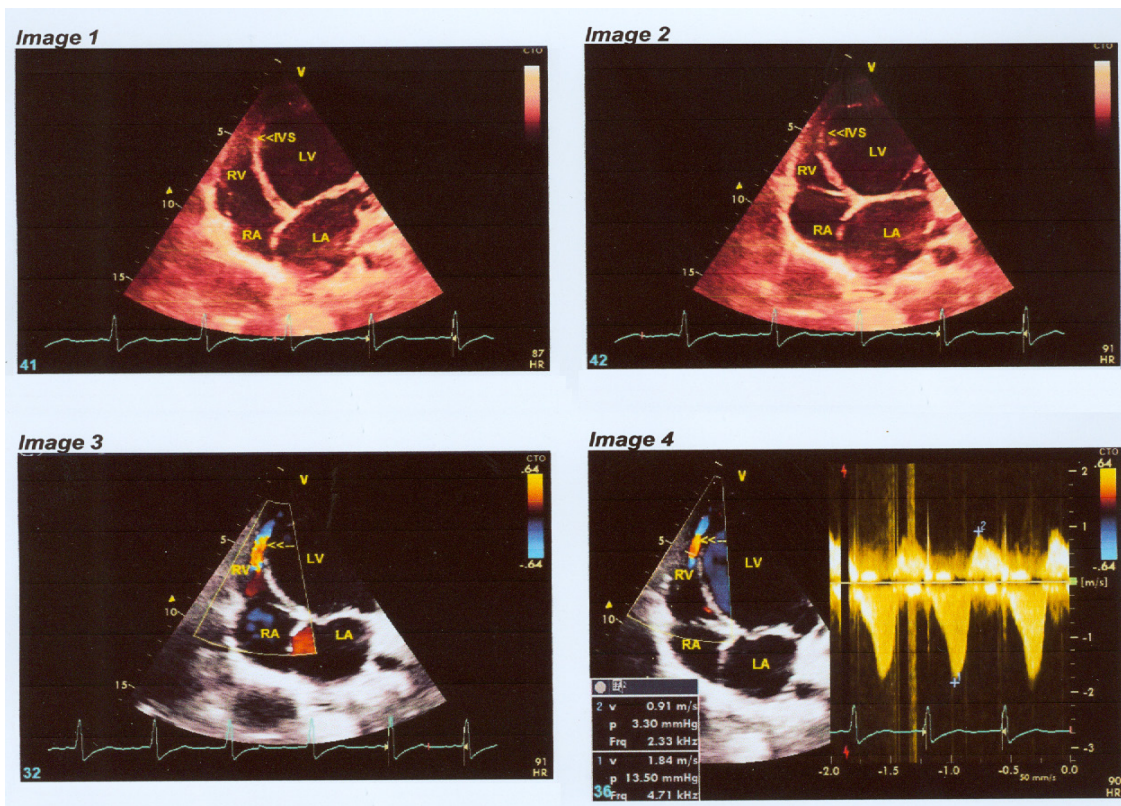 Image 1
CTO
V
5
<<IVS
LV
RV
10
RA
LA
15
87
HR
41
Image 2
CTO
V
5
<<IVS
LV
RV
10
RA
LA
15
91
HR
42
Image 3
CTO
.64
V
5
<<-
LV
RV
-.64
10
RA
LA
15
91
HR
32
Image 4
CTO
.64
V
2
5
<<-
2
1
RV
LV
-.64
[m/s]
10
RA
LA
-1
1
-2
2 v 0.91 m/s
p 3.30 mmHg
Frq 2.33 kHz
1 v 1.84 m/s
p 13.50 mmHg
Frq 4.71 kHz
-3
-2.0 -1.0 50 mm/s 0.0
90
HR
36